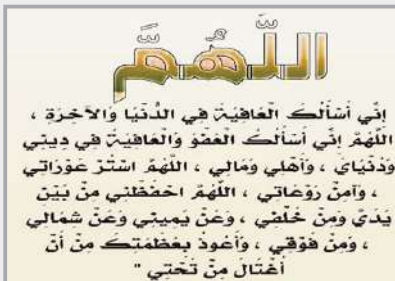 اللَّهُمَّ
إِنِّي أَسْأَلُكَ الْعَافِيَةَ فِي الدُّنْيَا وَالآخِرَةِ ،
اللَّهُمَّ إِنِّي أَسْأَلُكَ الْعَفْوَ وَالْعَافِيَةَ فِي دِينِي
وَدُنْيَايَ ، وَأَهْلِي وَمَالِي ، اللَّهُمَّ اسْتُرْ عَوْرَاتِي
، وَآمِنْ رَوْعَاتِي ، اللَّهُمَّ احْفَظْنِي مِنْ بَيْنِ
يَدَيَّ وَمِنْ خَلْفِي ، وَعَنْ يَمِينِي وَعَنْ شِمَالِي
، وَمِنْ فَوْقِي ، وَأَعُوذُ بِعَظَمَتِكَ مِنْ أَنْ
أُغْتَالَ مِنْ تَحْتِي "